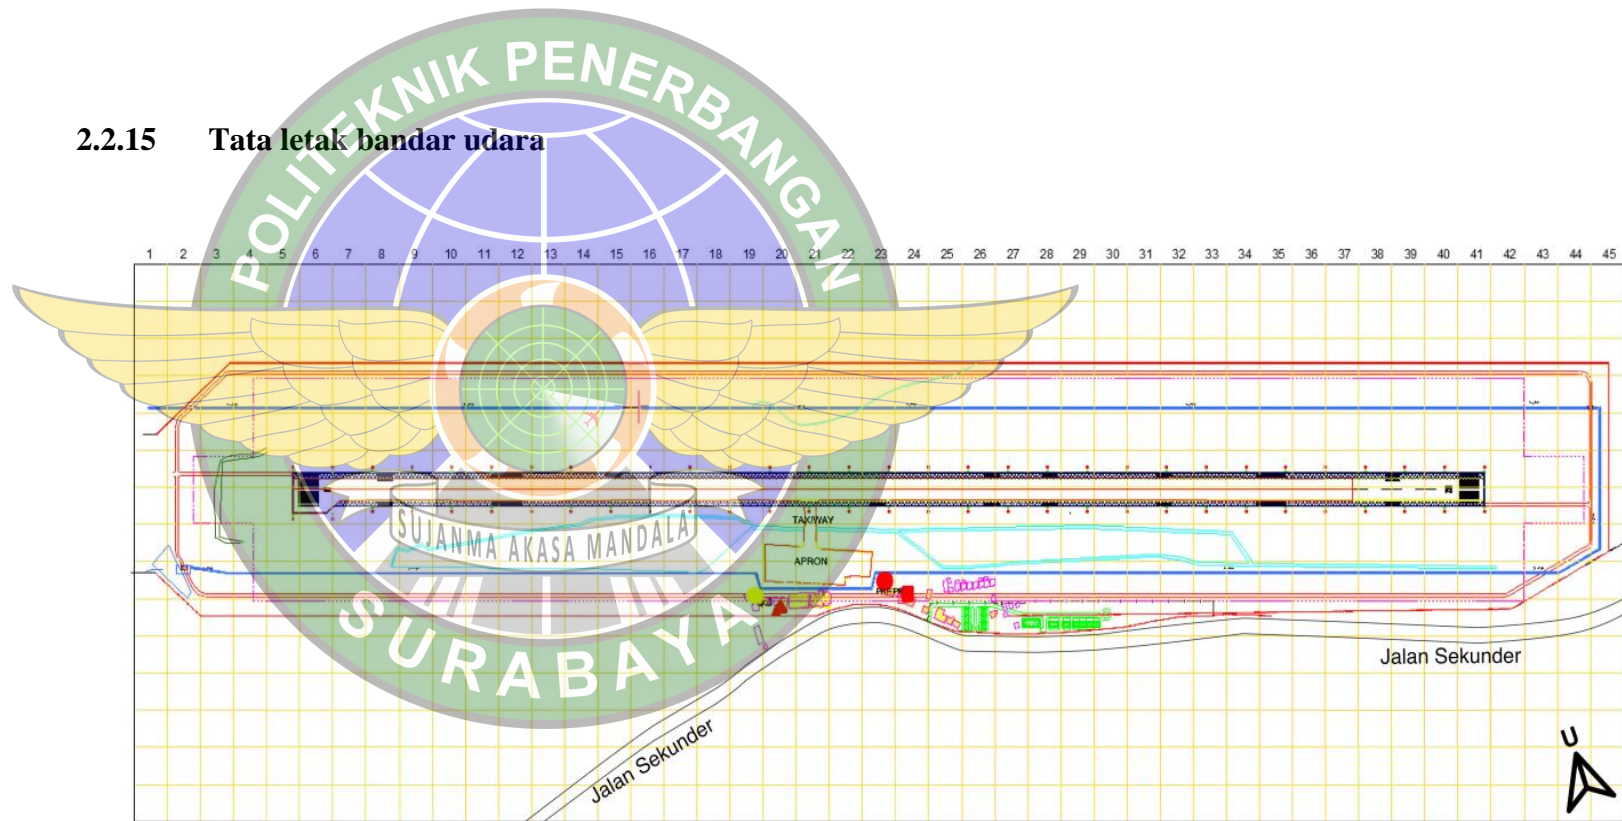 POLITEKNIK PENERBANGAN
2.2.15 Tata letak bandar udara
1 2 3 4 5 6 7 8 9 10 11 12 13 14 15 16 17 18 19 20 21 22 23 24 25 26 27 28 29 30 31 32 33 34 35 36 37 38 39 40 41 42 43 44 45
SUJANMA AKASA MANDALA
TAXIWAY
APRON
SURABAYA
Jalan Sekunder
Jalan Sekunder
U